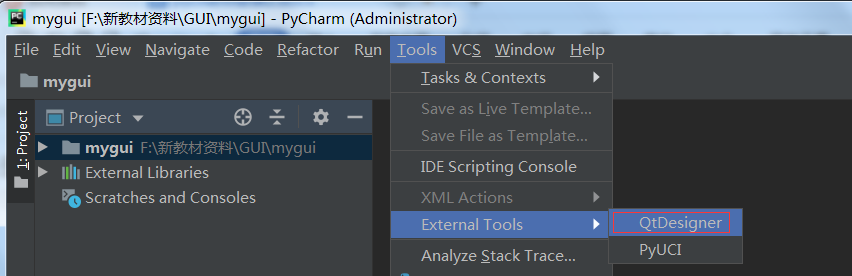 PC mygui [F:\新教材资料\GUI\mygui] - PyCharm (Administrator)
File Edit View Navigate Code Refactor Run Tools VCS Window Help
mygui
Tasks & Contexts
Project
Save as Live Template...
Save File as Template...
1: Project
mygui F:\新教材资料\GUI\mygui
IDE Scripting Console
External Libraries
Scratches and Consoles
XML Actions
External Tools
QtDesigner
Analyze Stack Trace...
PyUCI